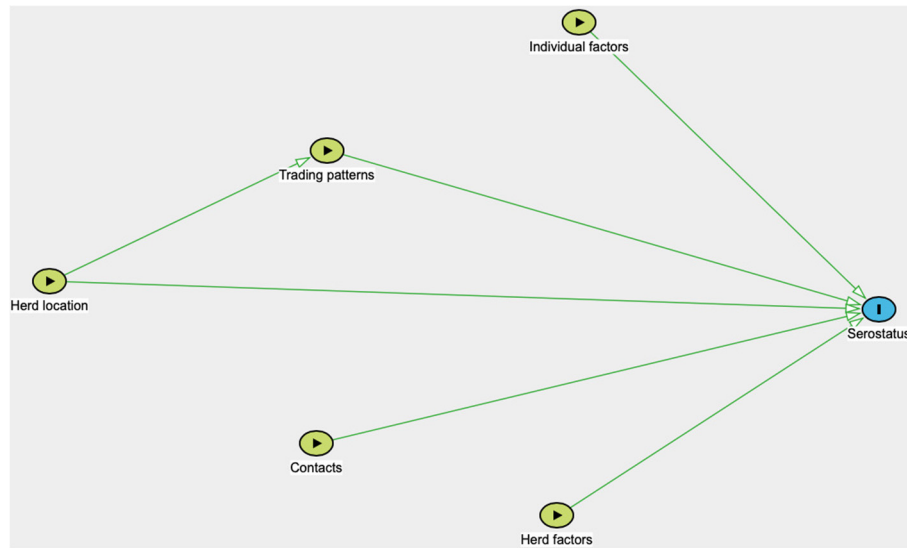 Individual factors
Trading patterns
Herd location
Serostatus
Contacts
Herd factors